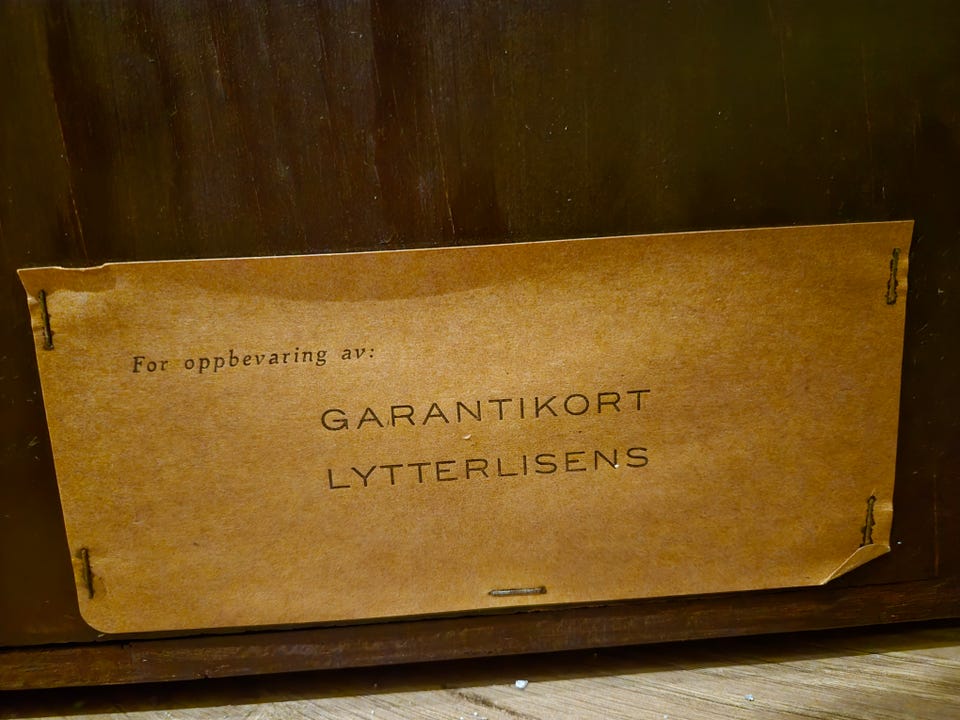 For oppbevaring av:
GARANTIKORT
LYTTERLISENS